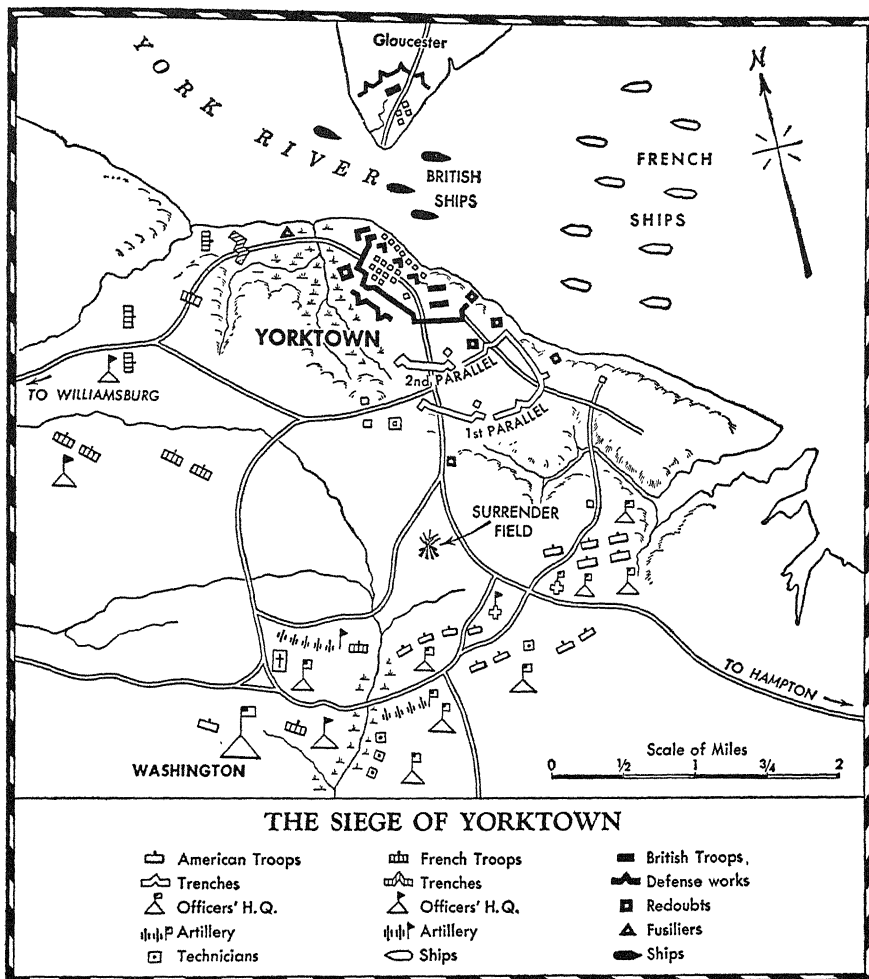 Gloucester
YORK RIVER
N
BRITISH
SHIPS
FRENCH
SHIPS
YORKTOWN
2nd PARALLEL
1st PARALLEL
TO WILLIAMSBURG
SURRENDER
FIELD
TO HAMPTON
WASHINGTON
Scale of Miles
0 1/2 1 3/4 2
THE SIEGE OF YORKTOWN
American Troops
Trenches
Officers' H.Q.
Artillery
Technicians
French Troops
Trenches
Officers' H.Q.
Artillery
Ships
British Troops,
Defense works
Redoubts
Fusiliers
Ships